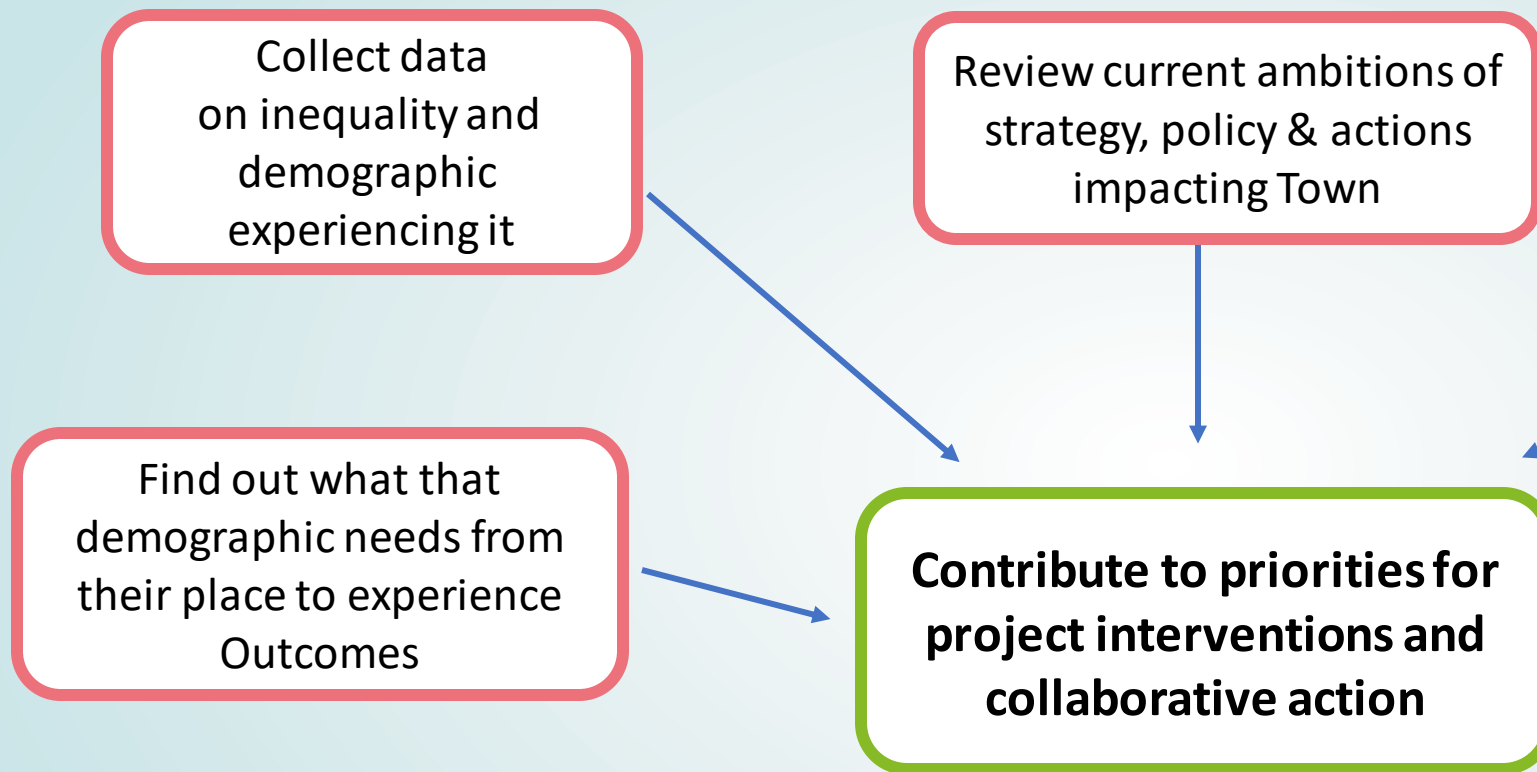 Collect data
on inequality and
demographic
experiencing it
Review current ambitions of
strategy, policy & actions
impacting Town
Find out what that
demographic needs from
their place to experience
Outcomes
Contribute to priorities for
project interventions and
collaborative action